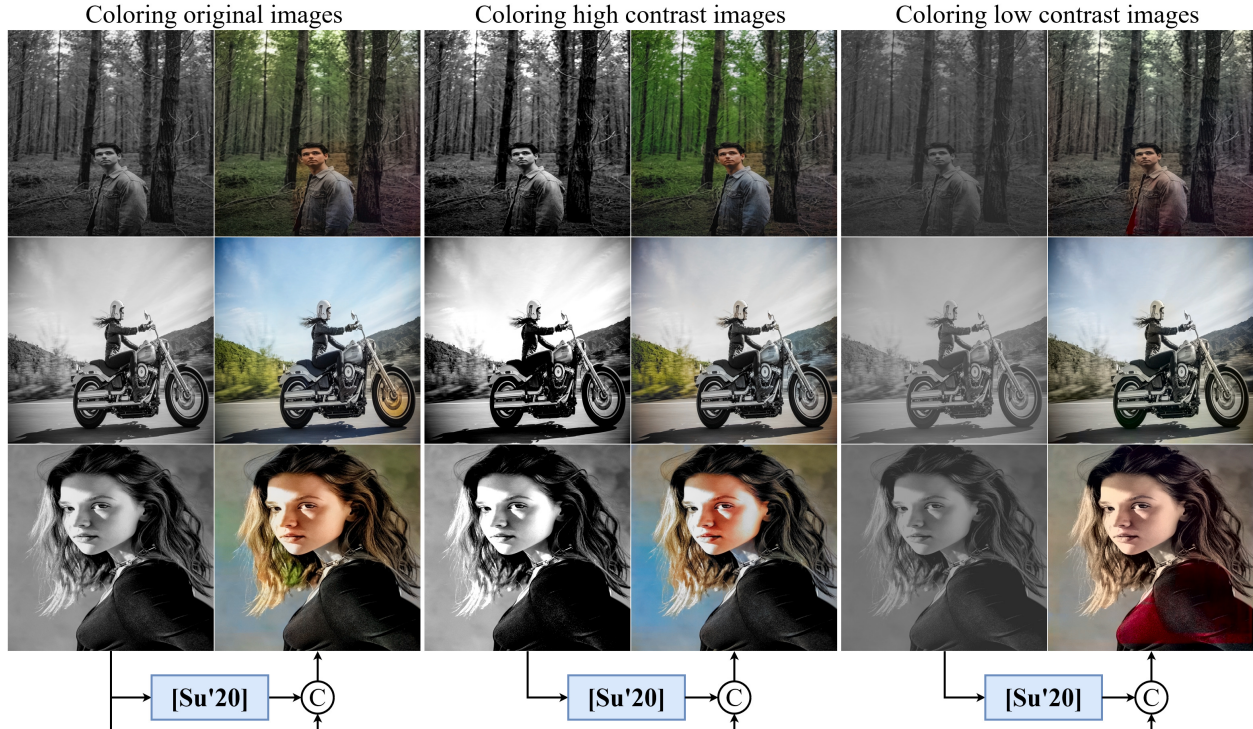 Coloring original images
Coloring high contrast images
Coloring low contrast images
[Su'20]
C
[Su'20]
C
[Su'20]
C